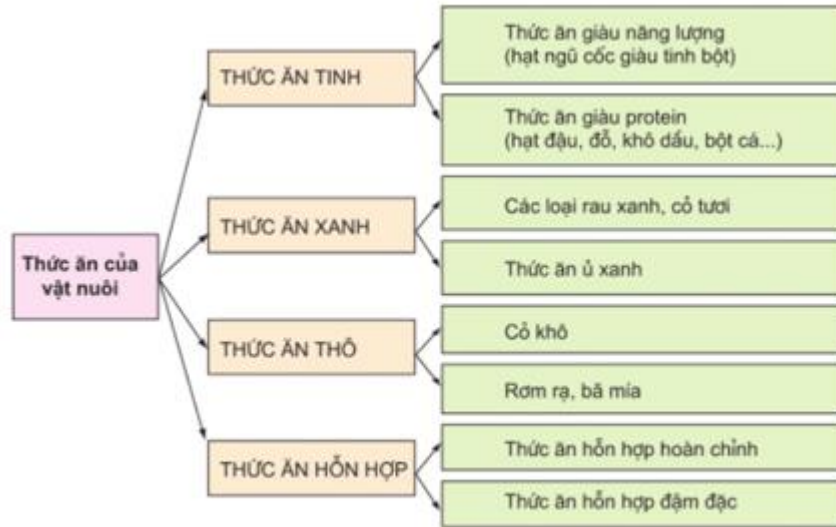 Thức ăn của
vật nuôi
THỨC ĂN TINH
Thức ăn giàu năng lượng
(hạt ngũ cốc giàu tinh bột)
Thức ăn giàu protein
(hạt đậu, đỗ, khô dầu, bột cá...)
THỨC ĂN XANH
Các loại rau xanh, cỏ tươi
Thức ăn ủ xanh
THỨC ĂN THÔ
Cỏ khô
Rơm rạ, bã mía
THỨC ĂN HỖN HỢP
Thức ăn hỗn hợp hoàn chỉnh
Thức ăn hỗn hợp đậm đặc